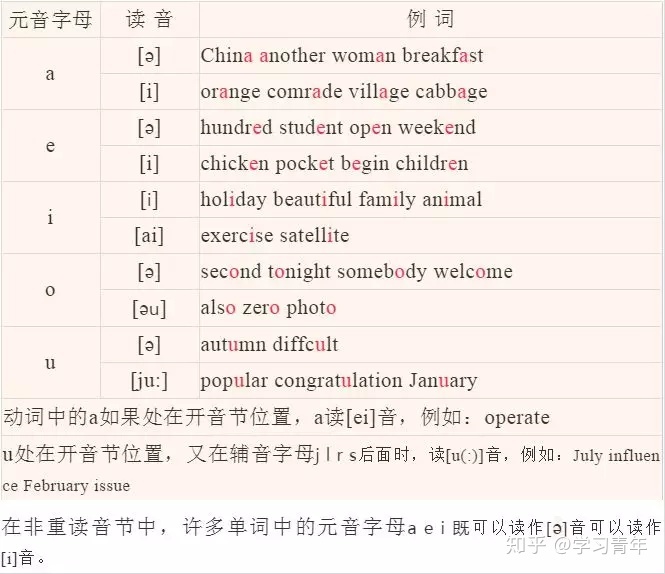 元音字母 读 音 例 词
a [ə] China another woman breakfast
[i] orange comrade village cabbage
e [ə] hundred student open weekend
[i] chicken pocket begin children
i [i] holiday beautiful family animal
[ai] exercise satellite
o [ə] second tonight somebody welcome
[əu] also zero photo
u [ə] autumn diffcult
[ju:] popular congratulation January
动词中的a如果处在开音节位置，a读[ei]音，例如：operate
u处在开音节位置，又在辅音字母j l r s后面时，读[u(:)]音，例如：July influen
ce February issue
在非重读音节中，许多单词中的元音字母a e i 既可以读作[ə]音可以读作
[i]音。
知乎 @学习青年